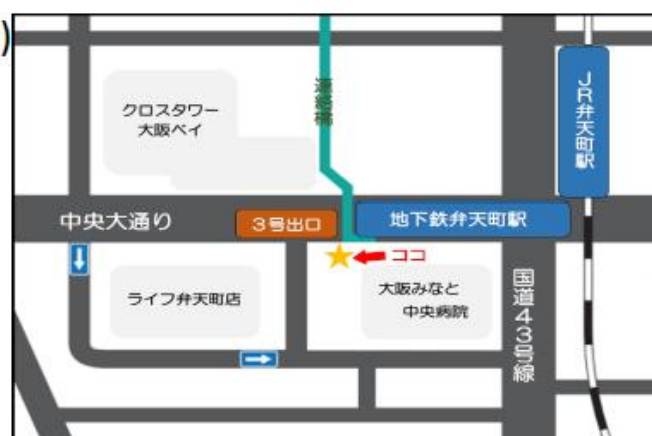 )
クロスタワー
大阪ベイ
連絡橋
JR弁天町駅
中央大通り
3号出口
地下鉄弁天町駅
ココ
ライフ弁天町店
大阪みなと
中央病院
国道43号線